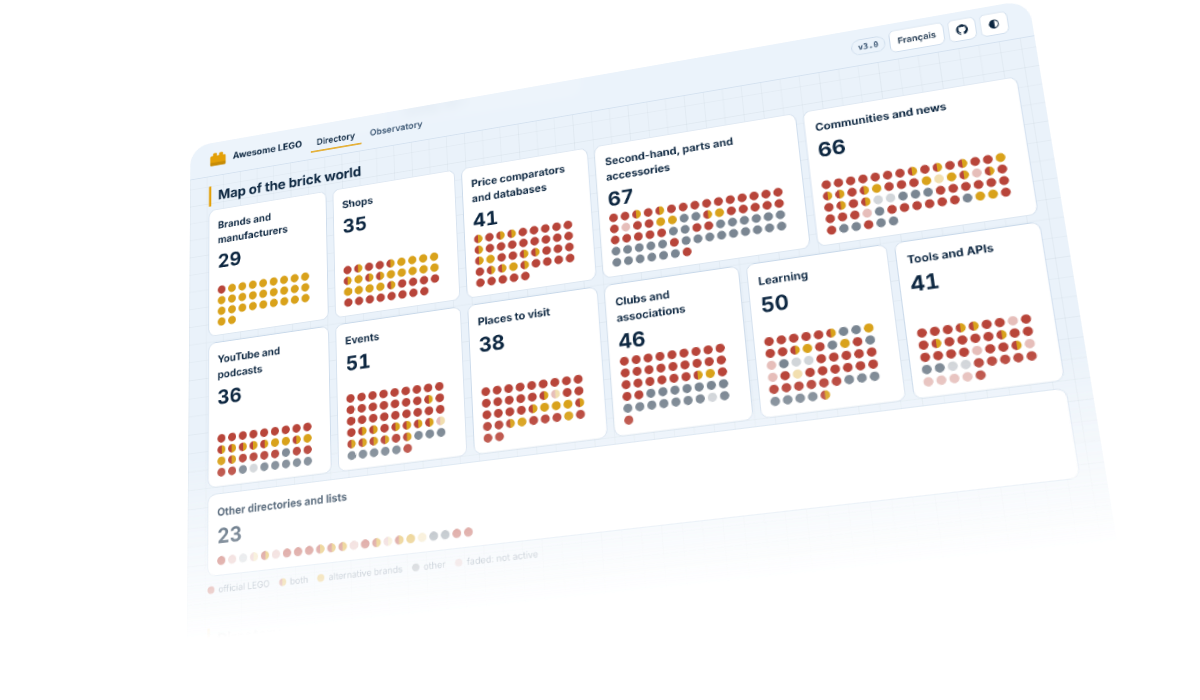 v3.0 Français
Awesome LEGO Directory Observatory
Map of the brick world
Brands and
manufacturers
29
Shops
35
Price comparators
and databases
41
Second-hand, parts and
accessories
67
Communities and news
66
YouTube and
podcasts
36
Events
51
Places to visit
38
Clubs and
associations
46
Learning
50
Tools and APIs
41
Other directories and lists
23
official LEGO both alternative brands other faded: not active